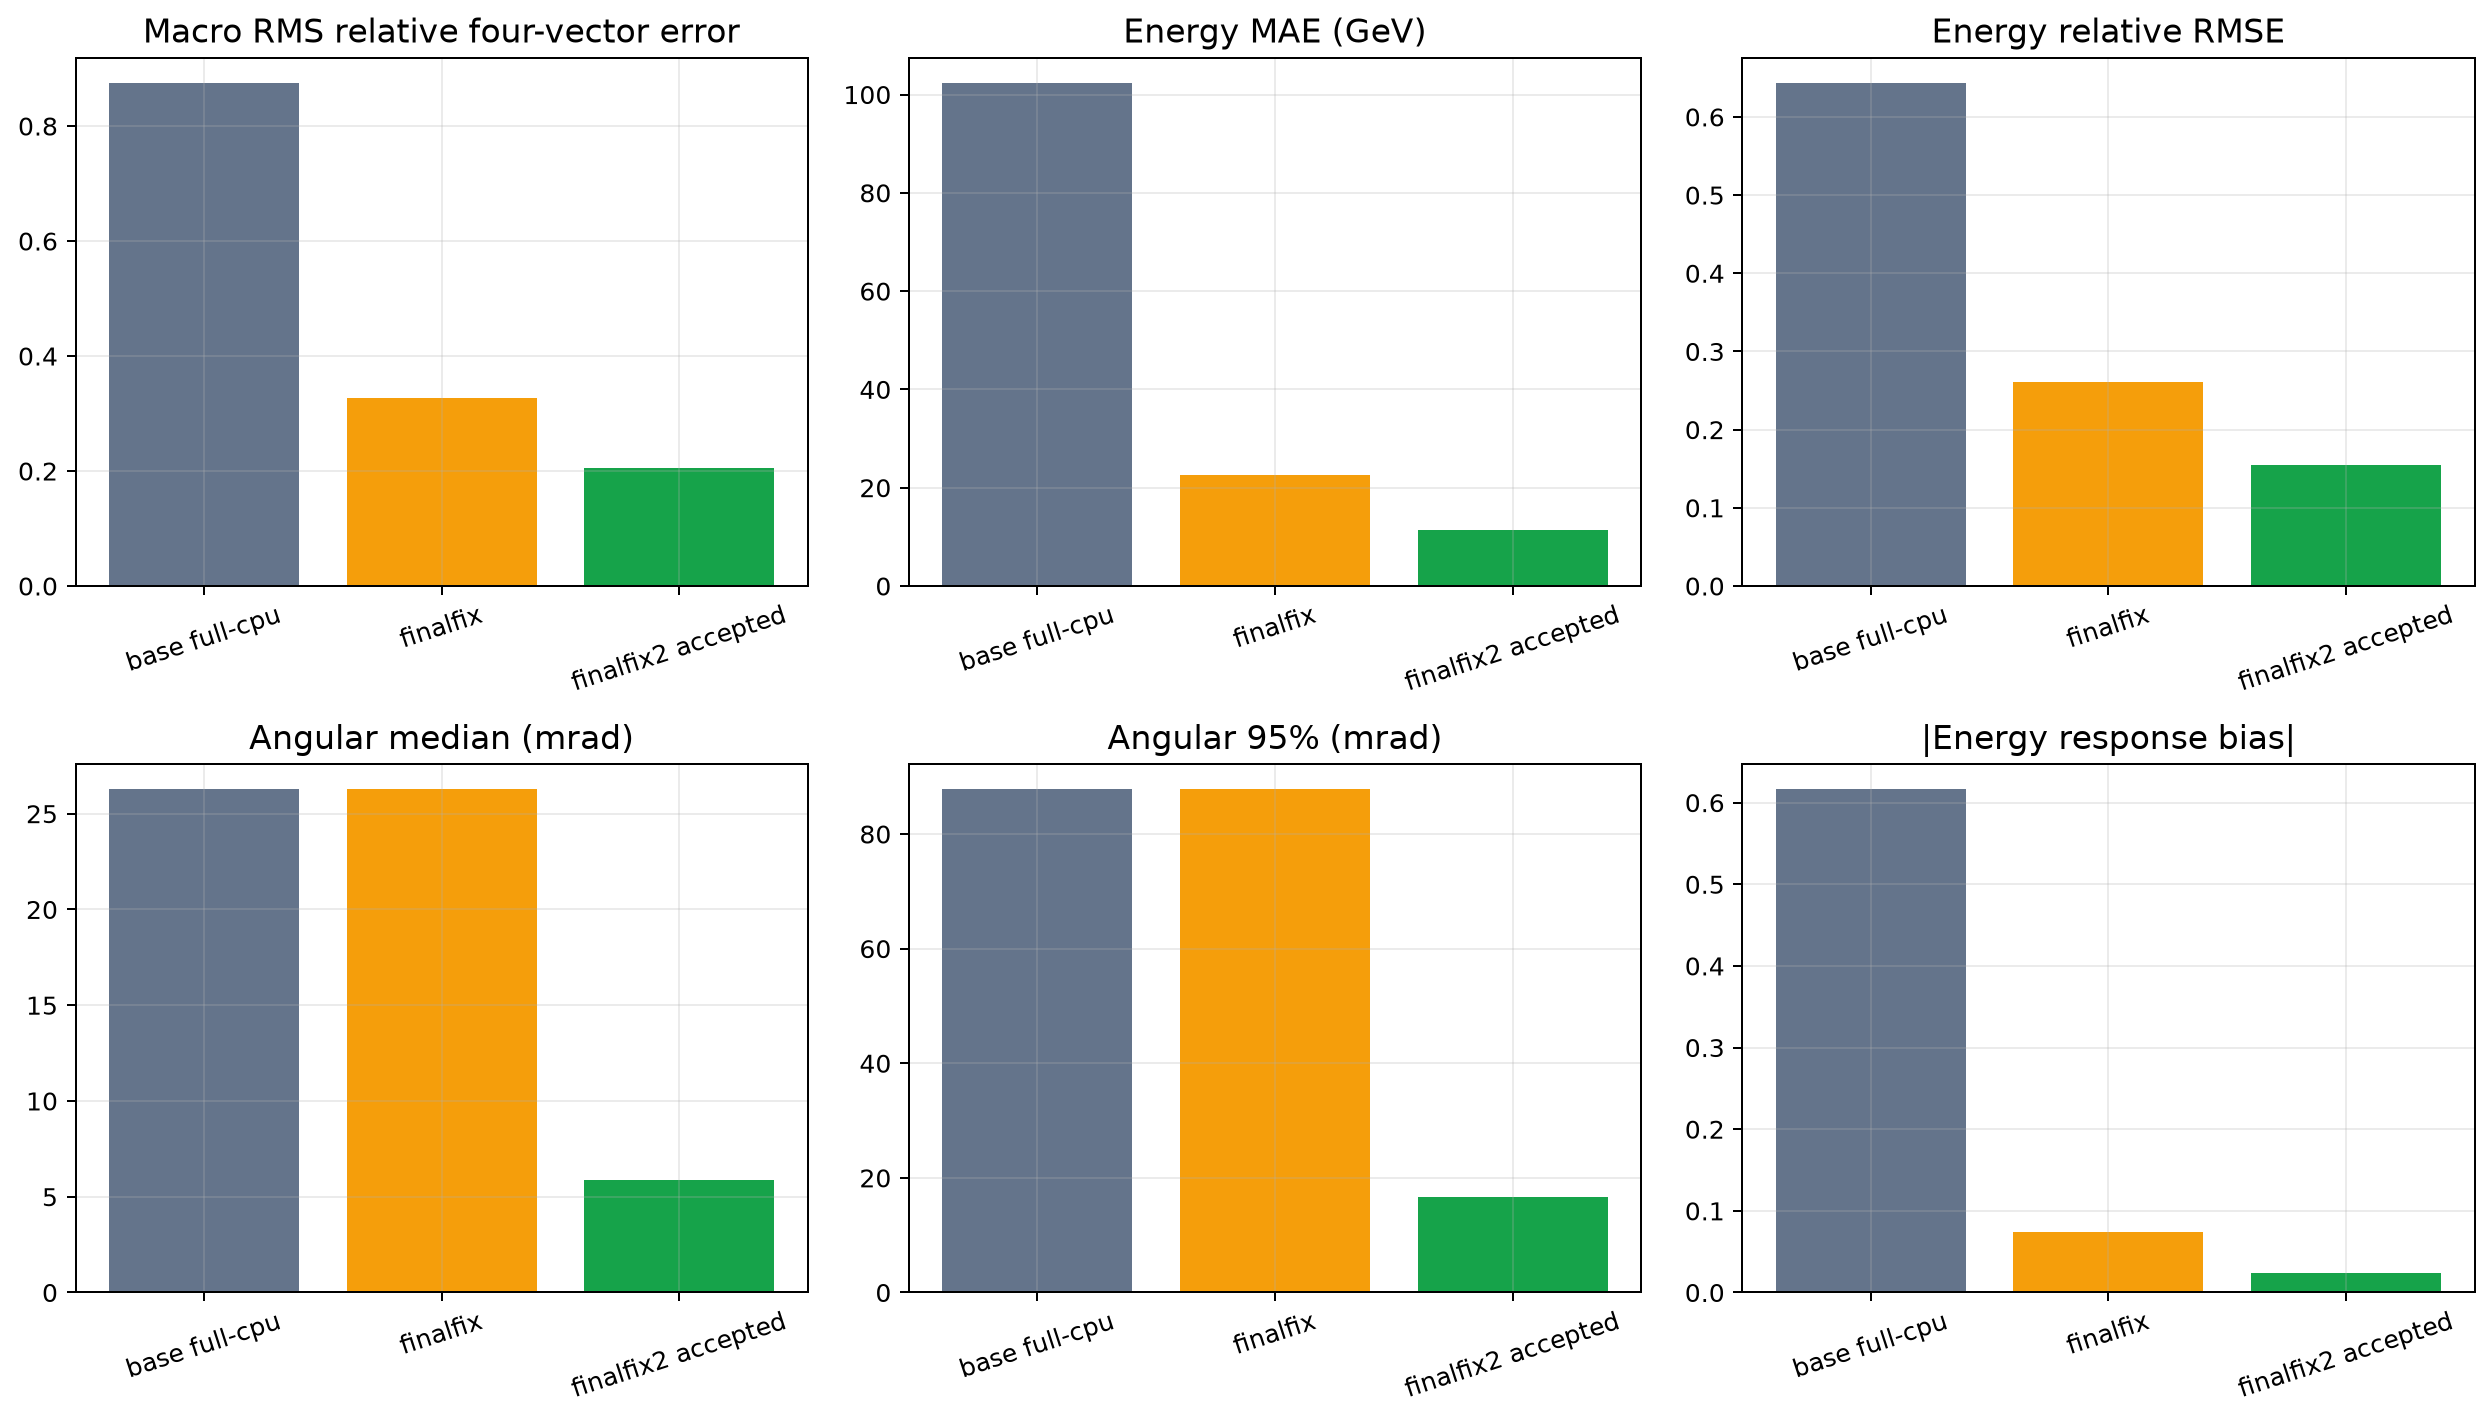 Macro RMS relative four-vector error
0.8
0.6
0.4
0.2
0.0
base full-cpu
finalfix
finalfix2 accepted
Energy MAE (GeV)
100
80
60
40
20
0
base full-cpu
finalfix
finalfix2 accepted
Energy relative RMSE
0.6
0.5
0.4
0.3
0.2
0.1
0.0
base full-cpu
finalfix
finalfix2 accepted
Angular median (mrad)
25
20
15
10
5
0
base full-cpu
finalfix
finalfix2 accepted
Angular 95% (mrad)
80
60
40
20
0
base full-cpu
finalfix
finalfix2 accepted
|Energy response bias|
0.6
0.5
0.4
0.3
0.2
0.1
0.0
base full-cpu
finalfix
finalfix2 accepted